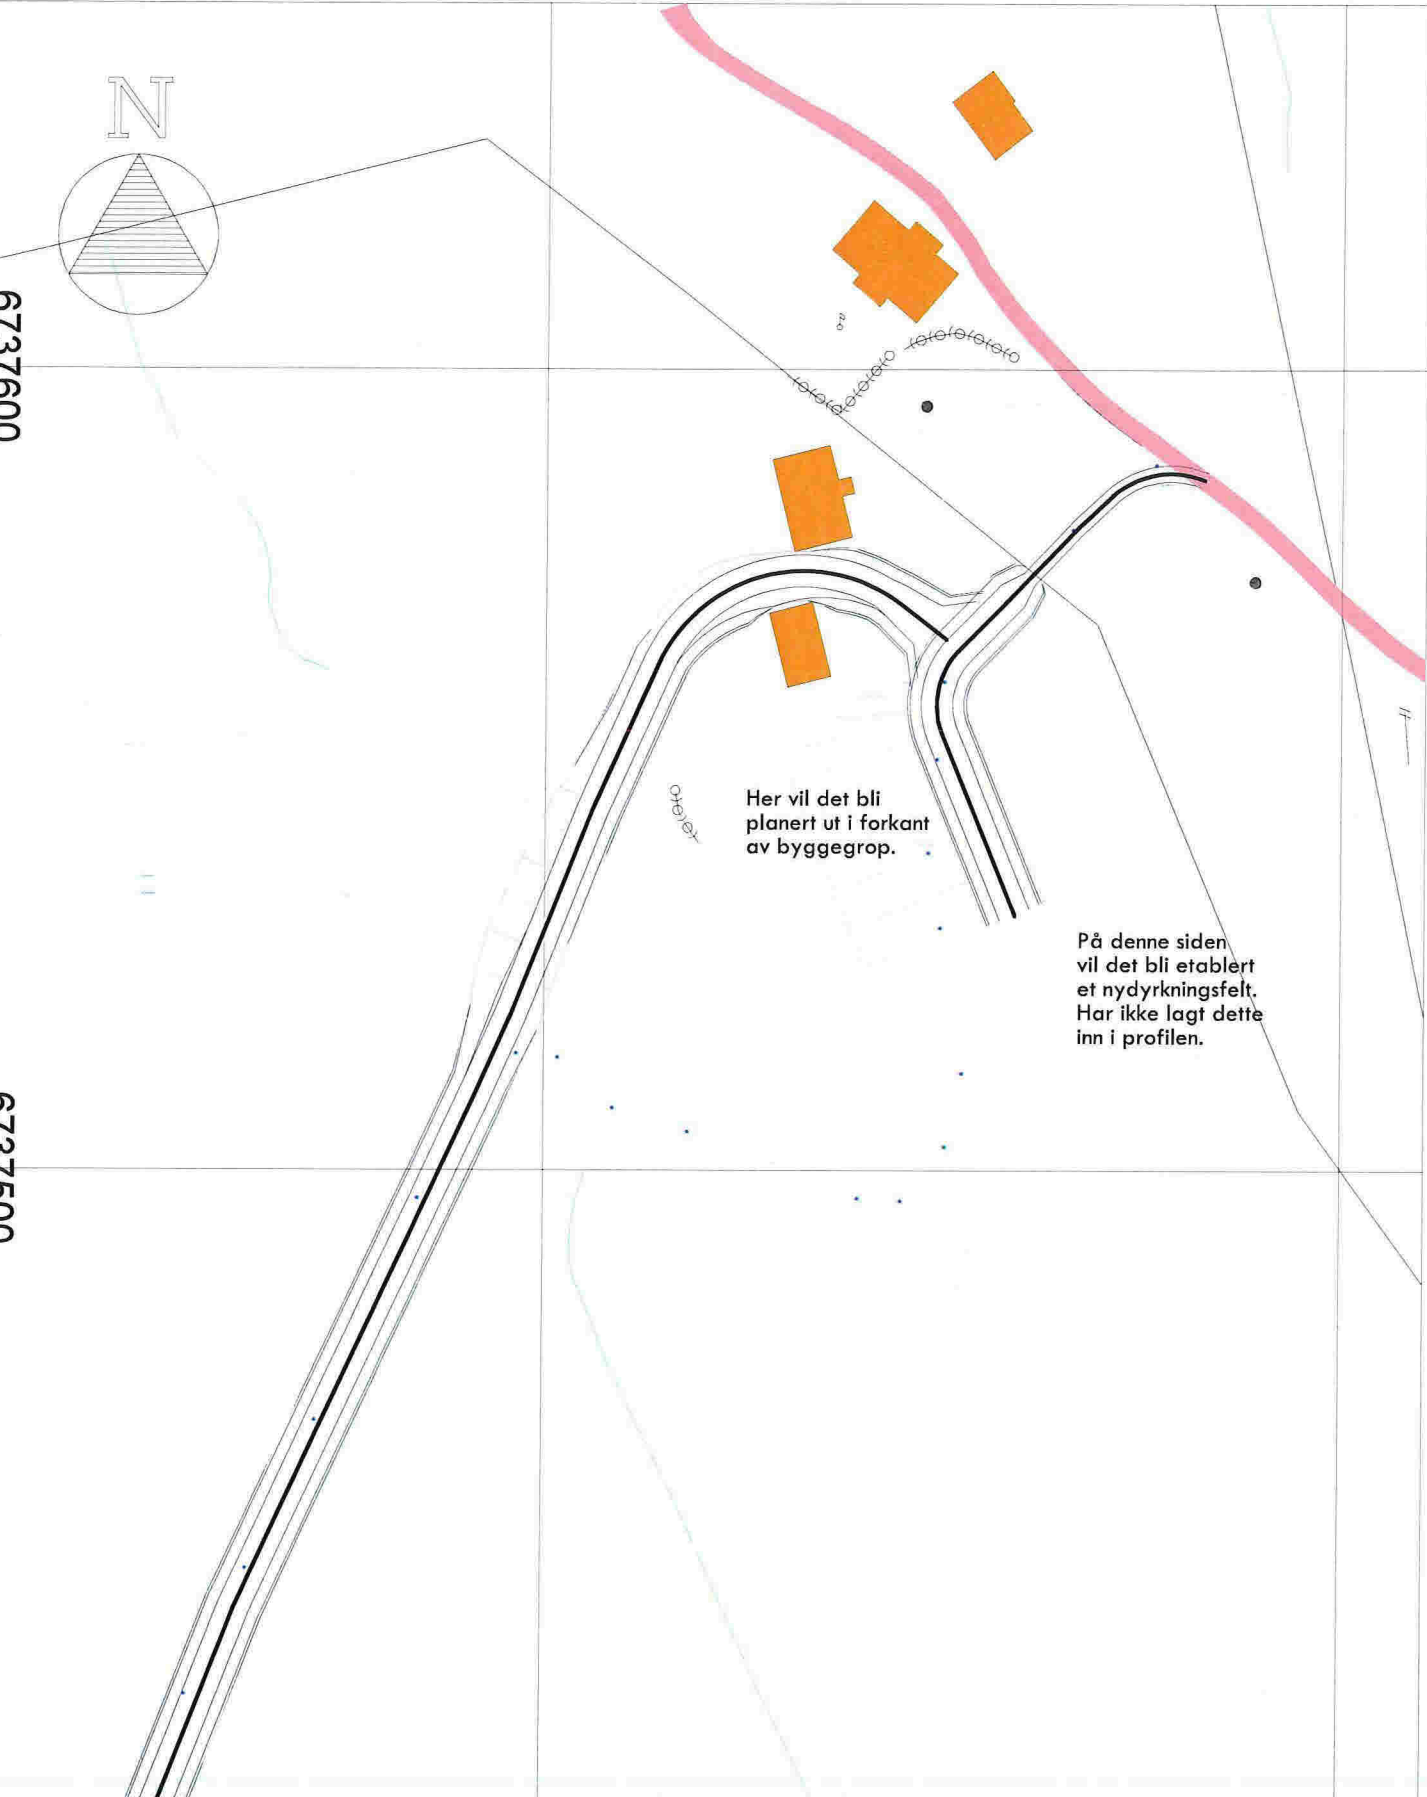 N
6737600
Her vil det bli
planert ut i forkant
av byggegrop.
På denne siden
vil det bli etablert
et nydyrkningsfelt.
Har ikke lagt dette
inn i profilen.
6737500